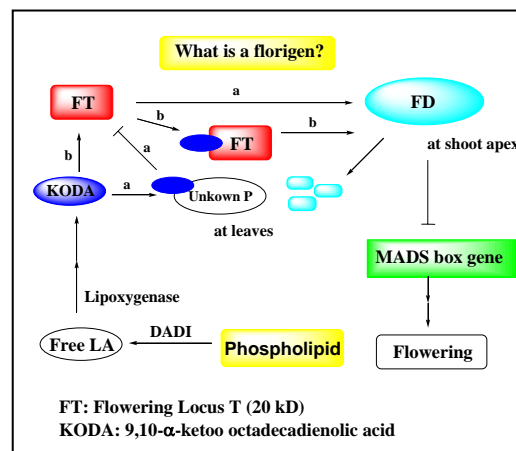 What is a florigen?
FT
a
FD
b
FT
b
a
at shoot apex
b
KODA
a
Unkown P
at leaves
MADS box gene
Lipoxygenase
Free LA
DADI
Phospholipid
Flowering
FT: Flowering Locus T (20 kD)
KODA: 9,10-α-ketoo octadecadienolic acid